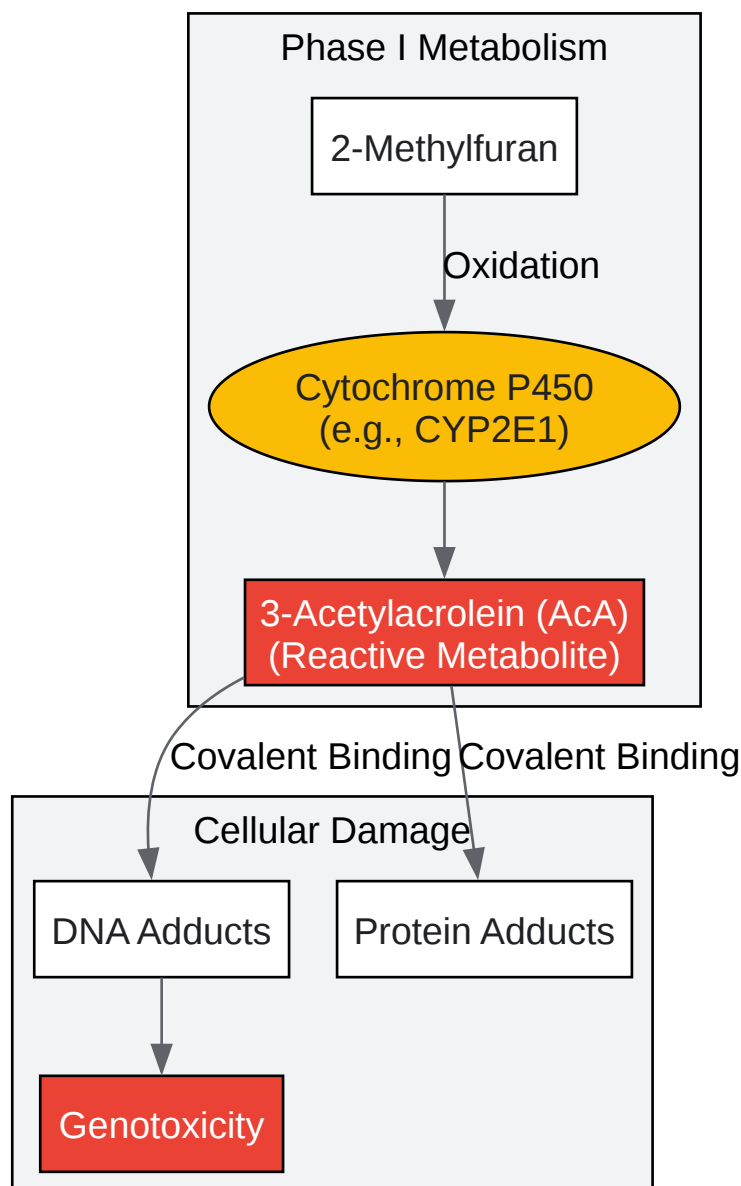 Phase I Metabolism
2-Methylfuran
Oxidation
Cytochrome P450
(e.g., CYP2E1)
3-Acetylacrolein (AcA)
(Reactive Metabolite)
Covalent Binding
Covalent Binding
Cellular Damage
DNA Adducts
Protein Adducts
Genotoxicity